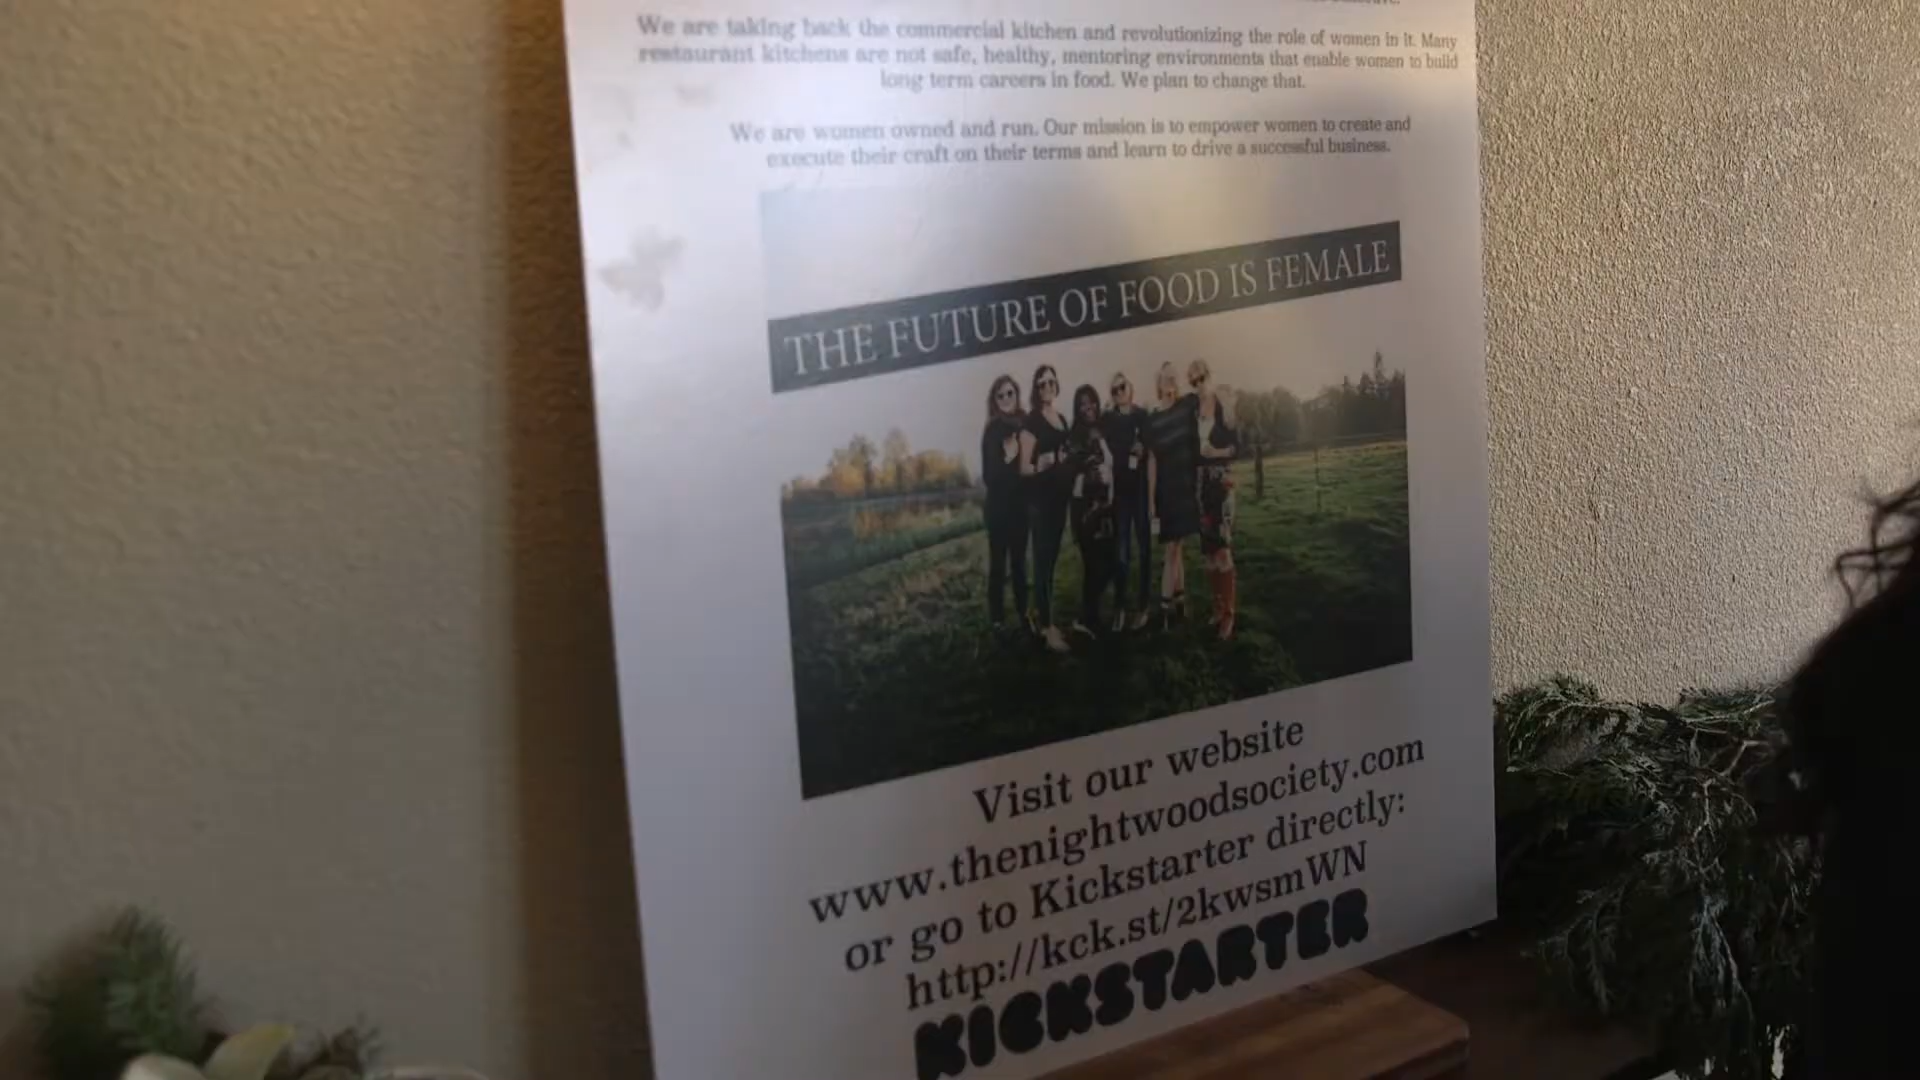 We are taking back the commercial kitchen and revolutionizing the role of women in it. Many
restaurant kitchens are not safe, healthy, mentoring environments that enable women to build
long term careers in food. We plan to change that.
We are women owned and run. Our mission is to empower women to create and
execute their craft on their terms and learn to drive a successful business.
THE FUTURE OF FOOD IS FEMALE
Visit our website
www.thenightwoodsociety.com
or go to Kickstarter directly:
http://kck.st/2kwsmWN
KICKSTARTER